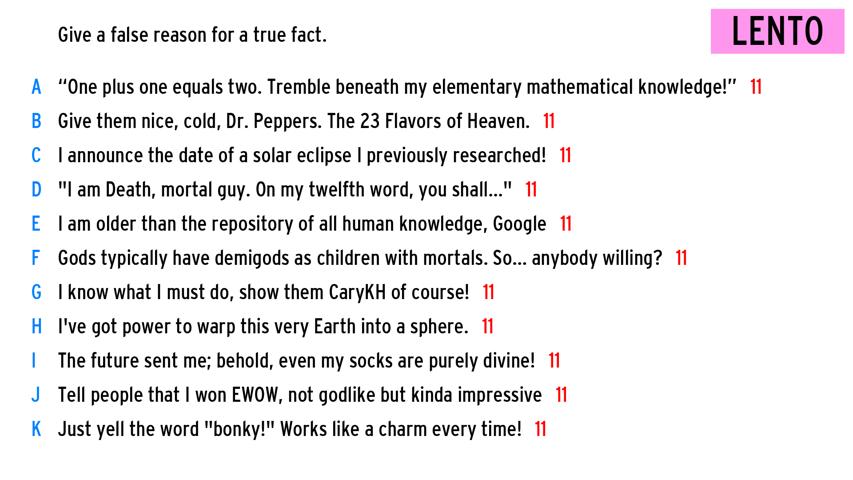 Give a false reason for a true fact.
LENTO
A “One plus one equals two. Tremble beneath my elementary mathematical knowledge!” 11
B Give them nice, cold, Dr. Peppers. The 23 Flavors of Heaven. 11
C I announce the date of a solar eclipse I previously researched! 11
D "I am Death, mortal guy. On my twelfth word, you shall..." 11
E I am older than the repository of all human knowledge, Google 11
F Gods typically have demigods as children with mortals. So... anybody willing? 11
G I know what I must do, show them CaryKH of course! 11
H I've got power to warp this very Earth into a sphere. 11
I The future sent me; behold, even my socks are purely divine! 11
J Tell people that I won EWOW, not godlike but kinda impressive 11
K Just yell the word "bonky!" Works like a charm every time! 11